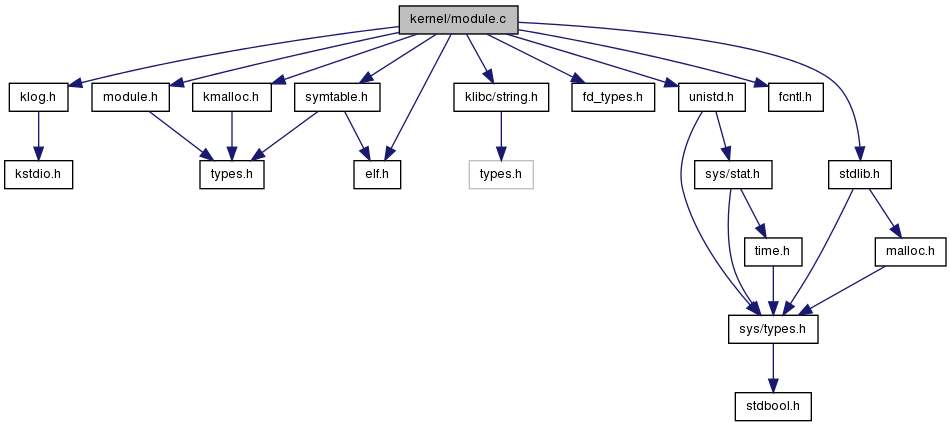 kernel/module.c
klog.h
module.h
kmalloc.h
symtable.h
klibc/string.h
fd_types.h
unistd.h
fcntl.h
kstdio.h
types.h
elf.h
types.h
sys/stat.h
stdlib.h
time.h
malloc.h
sys/types.h
stdbool.h